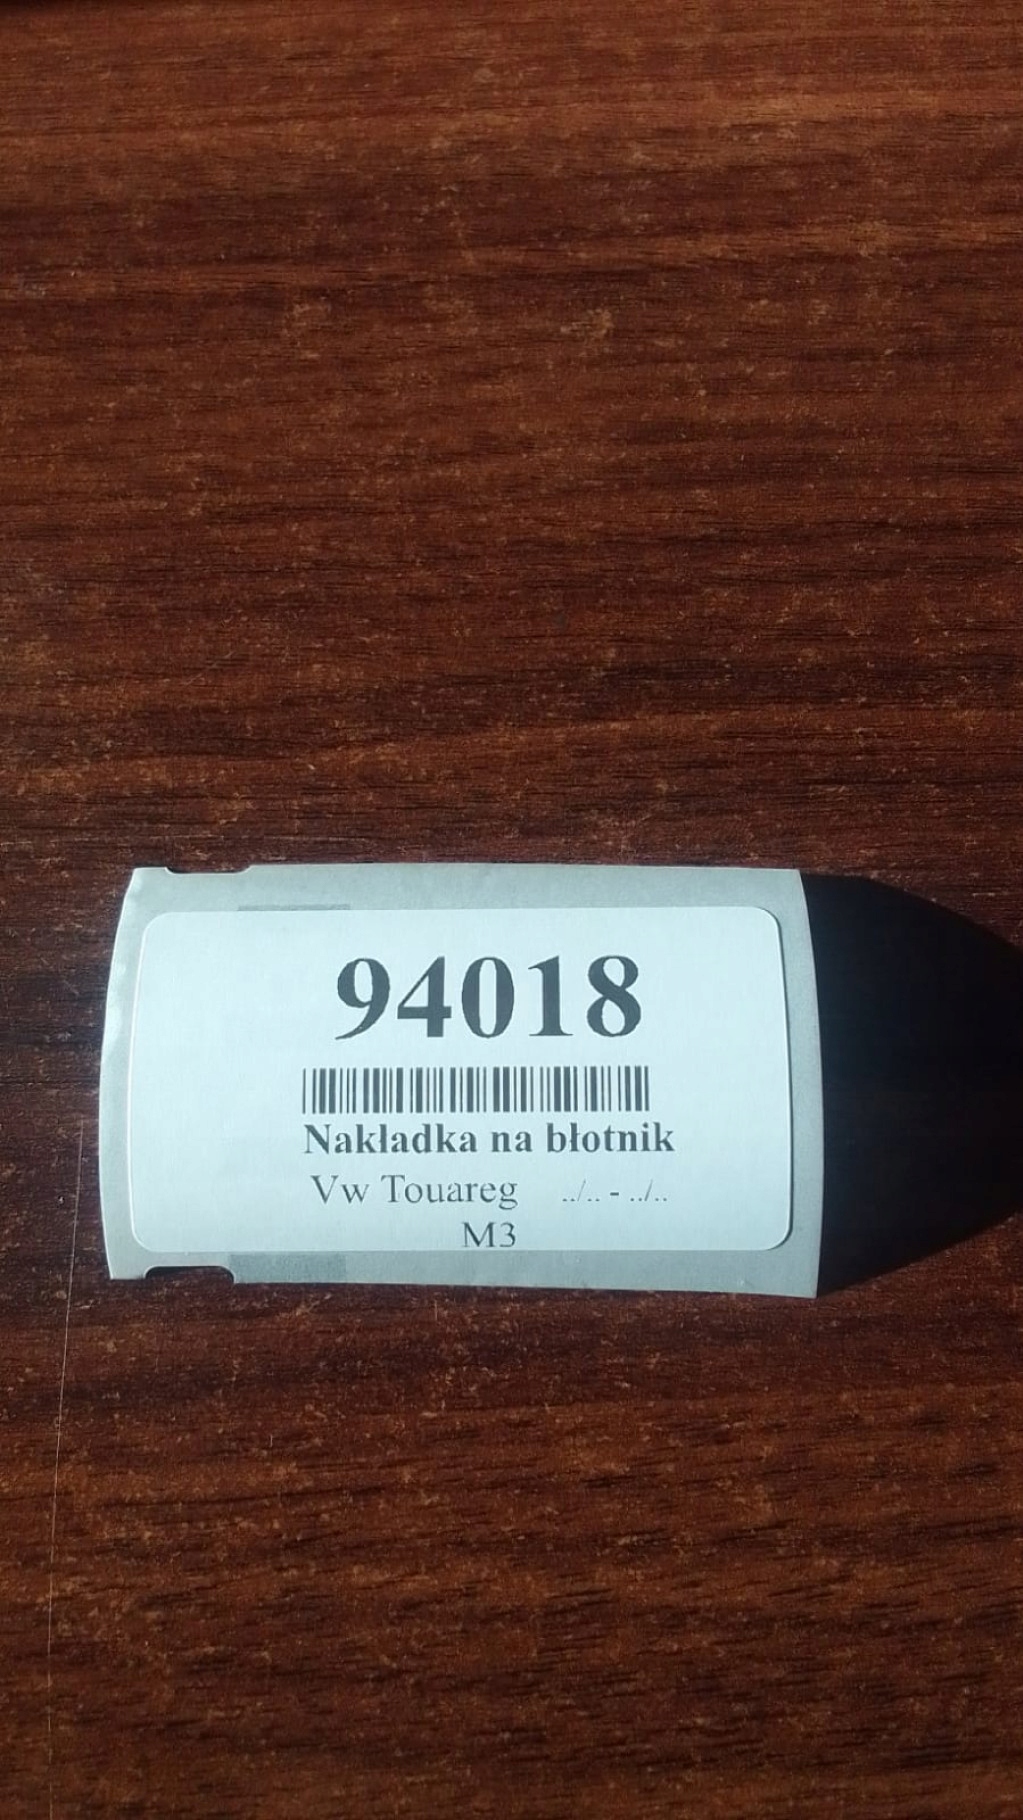 94018
Nakładka na błotnik
Vw Touareg ../.. - ../..
M3